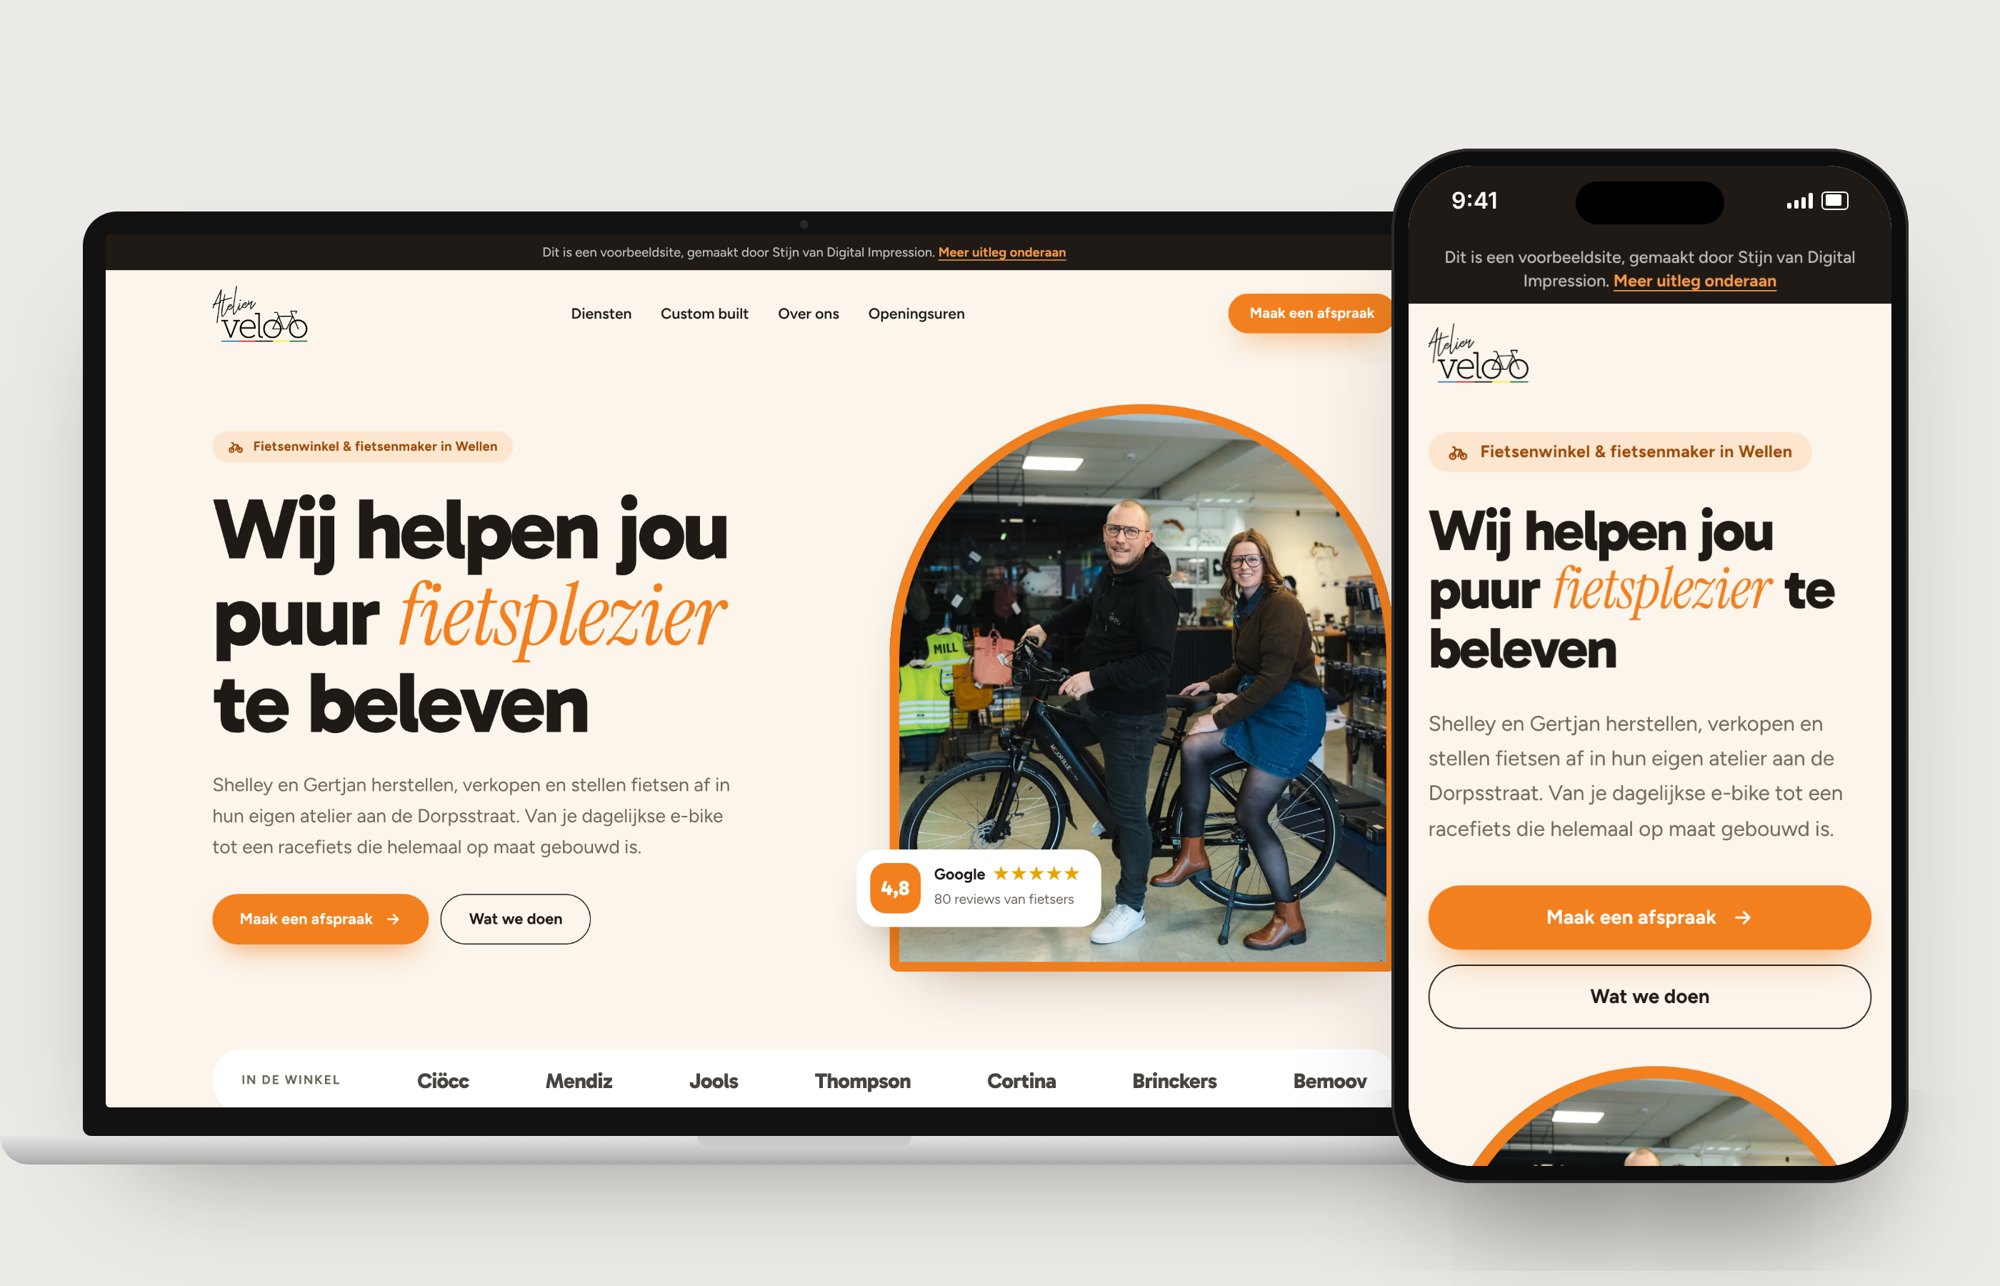 Dit is een voorbeeldsite, gemaakt door Stijn van Digital Impression. Meer uitleg onderaan
Atelier
velo
Diensten
Custom built
Over ons
Openingsuren
Maak een afspraak
Fietsenwinkel & fietsenmaker in Wellen
Wij helpen jou
puur fietsplezier
te beleven
Shelley en Gertjan herstellen, verkopen en stellen fietsen af in
hun eigen atelier aan de Dorpsstraat. Van je dagelijkse e-bike
tot een racefiets die helemaal op maat gebouwd is.
Maak een afspraak →
Wat we doen
MILL
4,8
Google ★★★★★
80 reviews van fietsers
IN DE WINKEL
Ciöcc
Mendiz
Jools
Thompson
Cortina
Brinckers
Bemoov
9:41
Dit is een voorbeeldsite, gemaakt door Stijn van Digital
Impression. Meer uitleg onderaan
Atelier
velo
Fietsenwinkel & fietsenmaker in Wellen
Wij helpen jou
puur fietsplezier te
beleven
Shelley en Gertjan herstellen, verkopen en
stellen fietsen af in hun eigen atelier aan de
Dorpsstraat. Van je dagelijkse e-bike tot een
racefiets die helemaal op maat gebouwd is.
Maak een afspraak →
Wat we doen